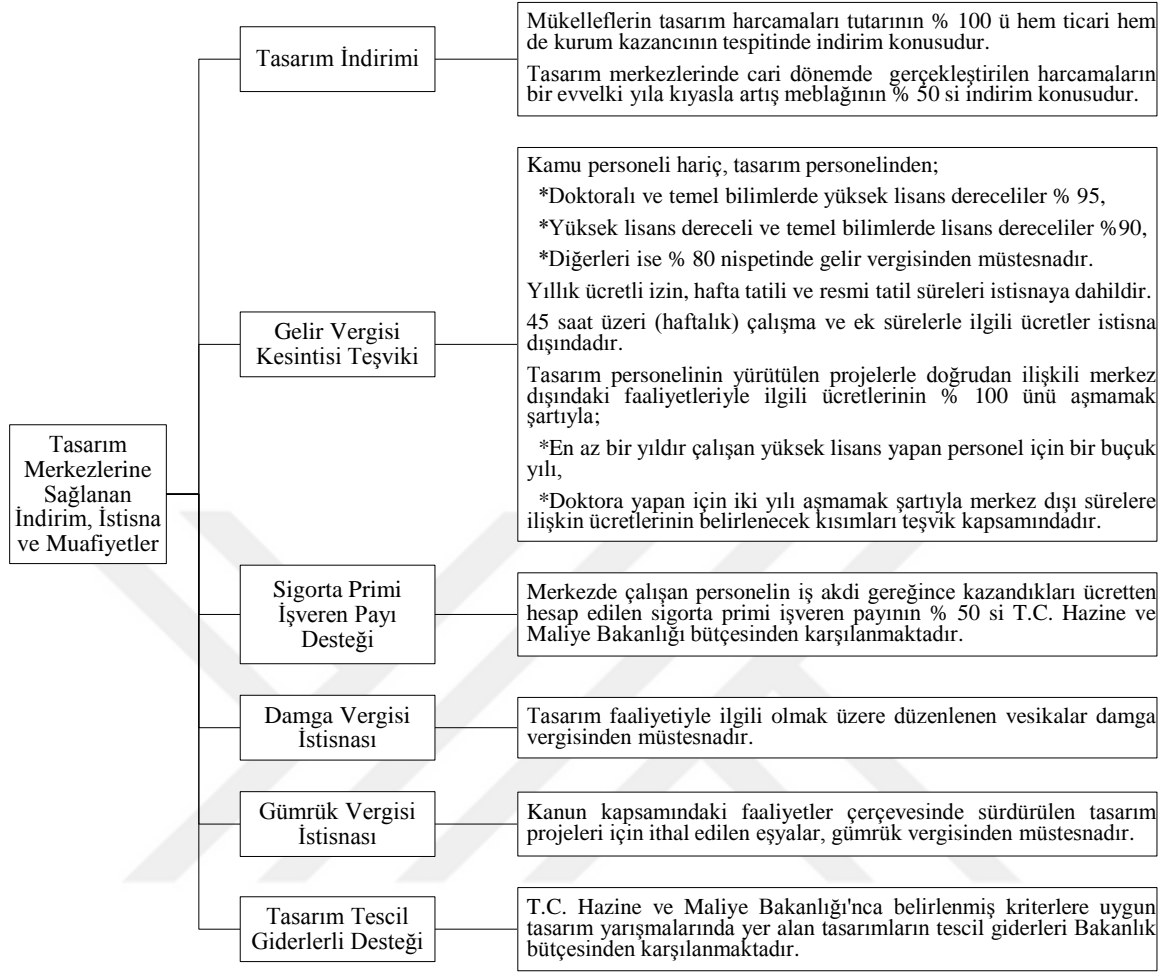 Tasarım
Merkezlerine
Sağlanan
İndirim, İstisna
ve Muafiyetler
Tasarım İndirimi
Mükelleflerin tasarım harcamaları tutarının % 100 ü hem ticari hem
de kurum kazancının tespitinde indirim konusudur.
Tasarım merkezlerinde cari dönemde gerçekleştirilen harcamaların
bir evvelki yıla kıyasla artış meblağının % 50 si indirim konusudur.
Gelir Vergisi
Kesintisi Teşviki
Kamu personeli hariç, tasarım personelinden;
*Doktoralı ve temel bilimlerde yüksek lisans dereceliler % 95,
*Yüksek lisans dereceli ve temel bilimlerde lisans dereceliler %90,
*Diğerleri ise % 80 nispetinde gelir vergisinden müstesnadır.
Yıllık ücretli izin, hafta tatili ve resmi tatil süreleri istisnaya dahildir.
45 saat üzeri (haftalık) çalışma ve ek sürelerle ilgili ücretler istisna
dışındadır.
Tasarım personelinin yürütülen projelerle doğrudan ilişkili merkez
dışındaki faaliyetleriyle ilgili ücretlerinin % 100 ünü aşmamak
şartıyla;
*En az bir yıldır çalışan yüksek lisans yapan personel için bir buçuk
yılı,
*Doktora yapan için iki yılı aşmamak şartıyla merkez dışı sürelere
ilişkin ücretlerinin belirlenecek kısımları teşvik kapsamındadır.
Sigorta Primi
İşveren Payı
Desteği
Merkezde çalışan personelin iş akdi gereğince kazandıkları ücretten
hesap edilen sigorta primi işveren payının % 50 si T.C. Hazine ve
Maliye Bakanlığı bütçesinden karşılanmaktadır.
Damga Vergisi
İstisnası
Tasarım faaliyetiyle ilgili olmak üzere düzenlenen vesikalar damga
vergisinden müstesnadır.
Gümrük Vergisi
İstisnası
Kanun kapsamındaki faaliyetler çerçevesinde sürdürülen tasarım
projeleri için ithal edilen eşyalar, gümrük vergisinden müstesnadır.
Tasarım Tescil
Giderlerli Desteği
T.C. Hazine ve Maliye Bakanlığı'nca belirlenmiş kriterlere uygun
tasarım yarışmalarında yer alan tasarımların tescil giderleri Bakanlık
bütçesinden karşılanmaktadır.